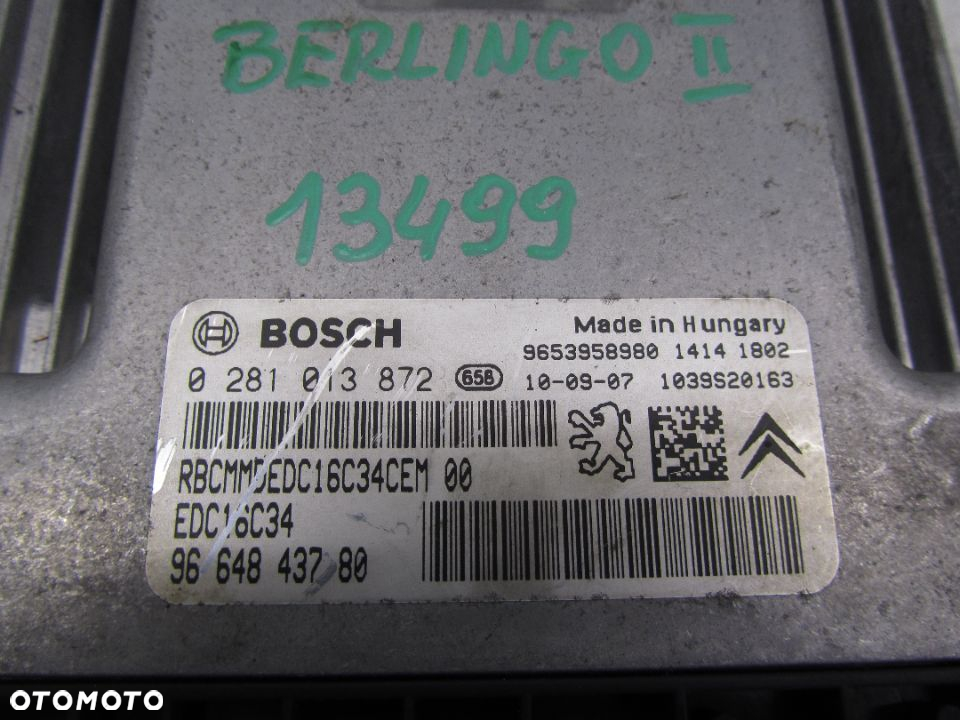 BERLINGO II
13499
BOSCH
Made in Hungary
9653958980 1414 1802
0 281 013 872 65B 10-09-07 1039S20163
RBCMMDEDC16C34CEM 00
EDC16C34
96 648 437 80
OTOMOTO